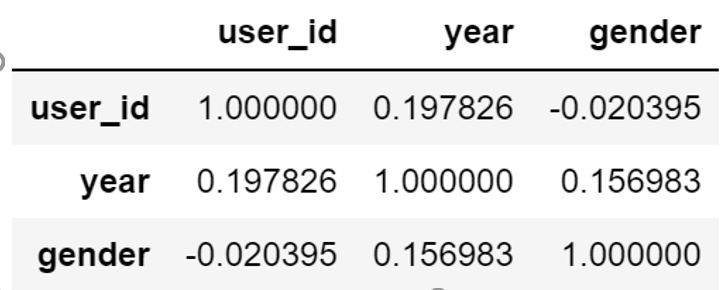 user_id year gender
user_id 1.000000 0.197826 -0.020395
year 0.197826 1.000000 0.156983
gender -0.020395 0.156983 1.000000